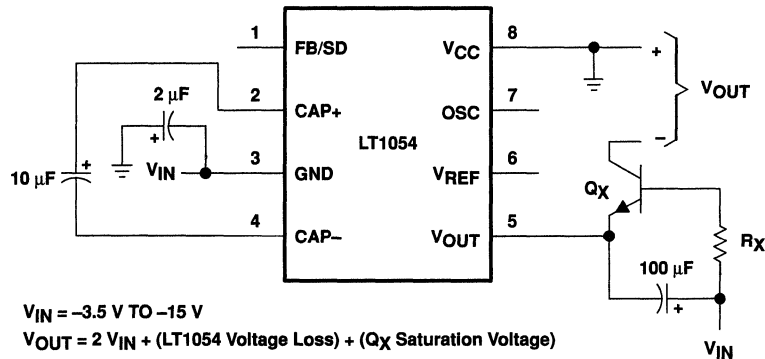 1
FB/SD
2
CAP+
3
GND
4
CAP–
LT1054
8
VCC
7
OSC
6
VREF
5
VOUT
2 µF
+
VIN
10 µF
+
+
VOUT
–
QX
RX
100 µF
+
VIN
VIN = –3.5 V TO –15 V
VOUT = 2 VIN + (LT1054 Voltage Loss) + (QX Saturation Voltage)